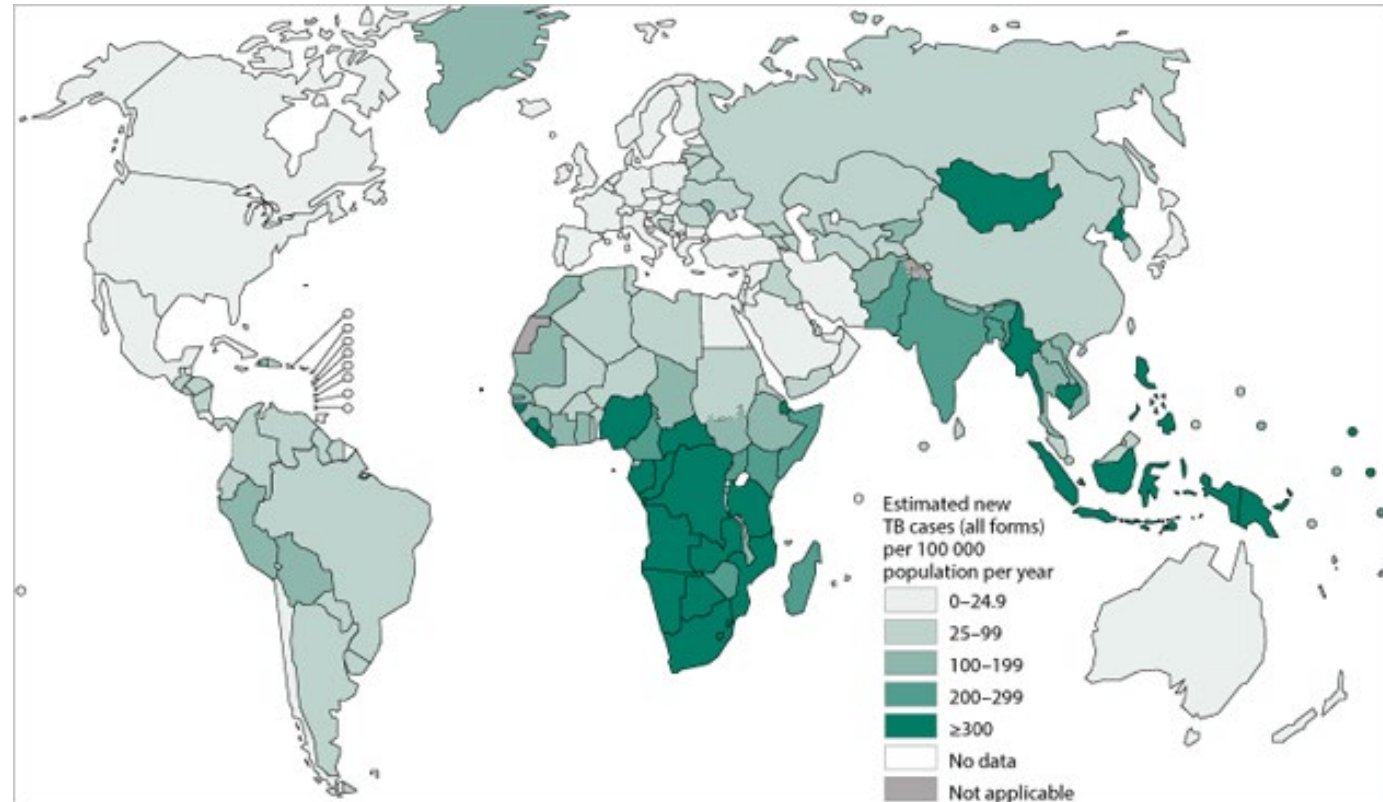 Estimated new
TB cases (all forms)
per 100 000
population per year
0–24.9
25–99
100–199
200–299
≥300
No data
Not applicable